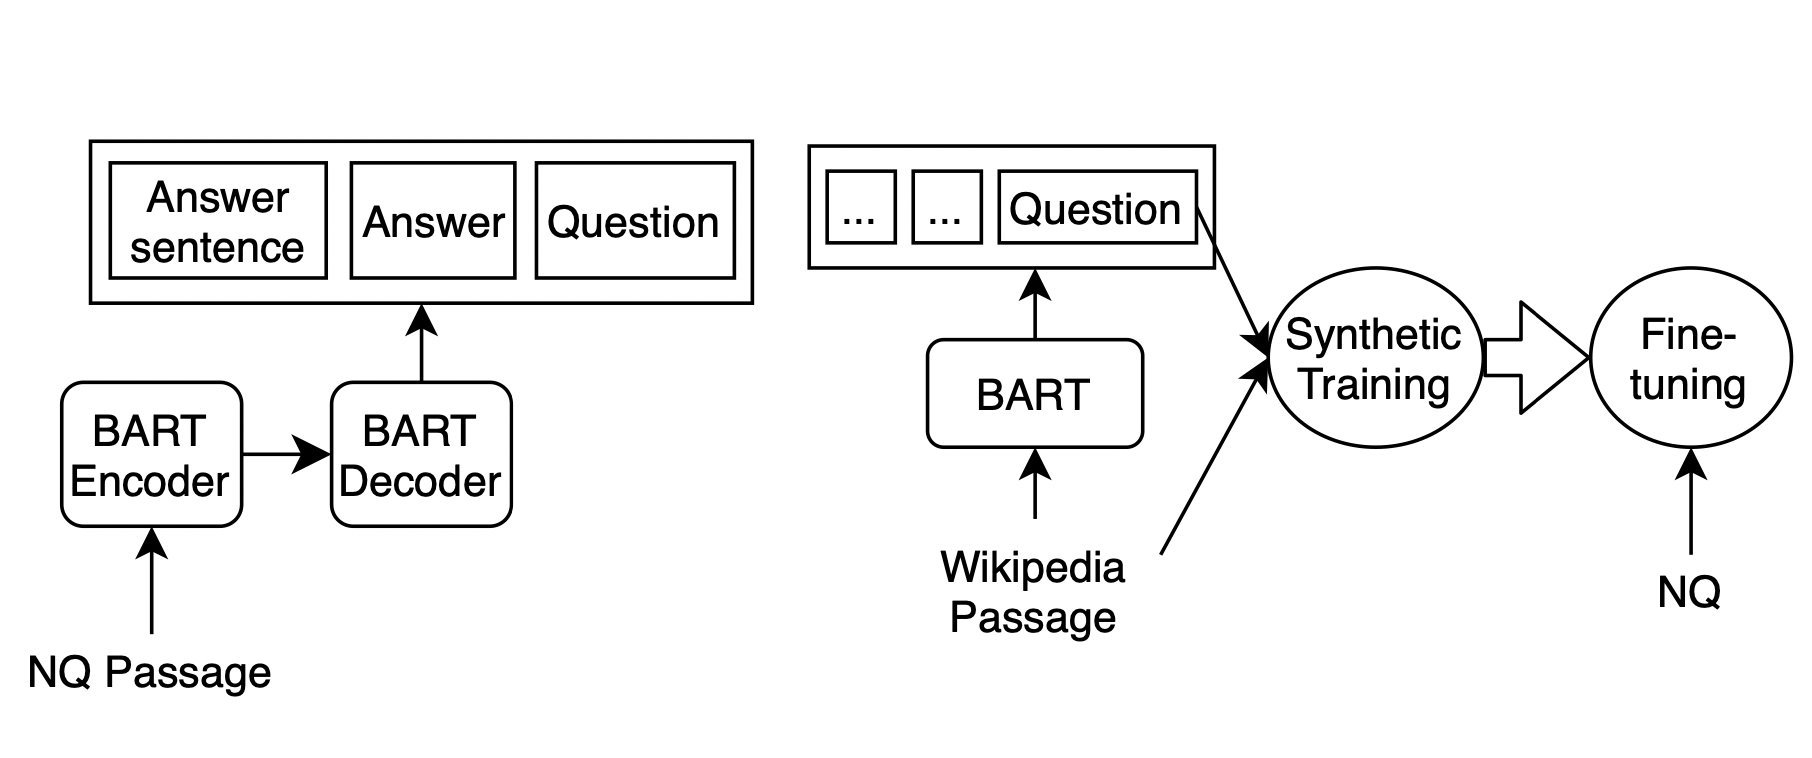 Answer
sentence
Answer
Question
BART
Encoder
BART
Decoder
NQ Passage
...
...
Question
BART
Wikipedia
Passage
Synthetic
Training
Fine-
tuning
NQ